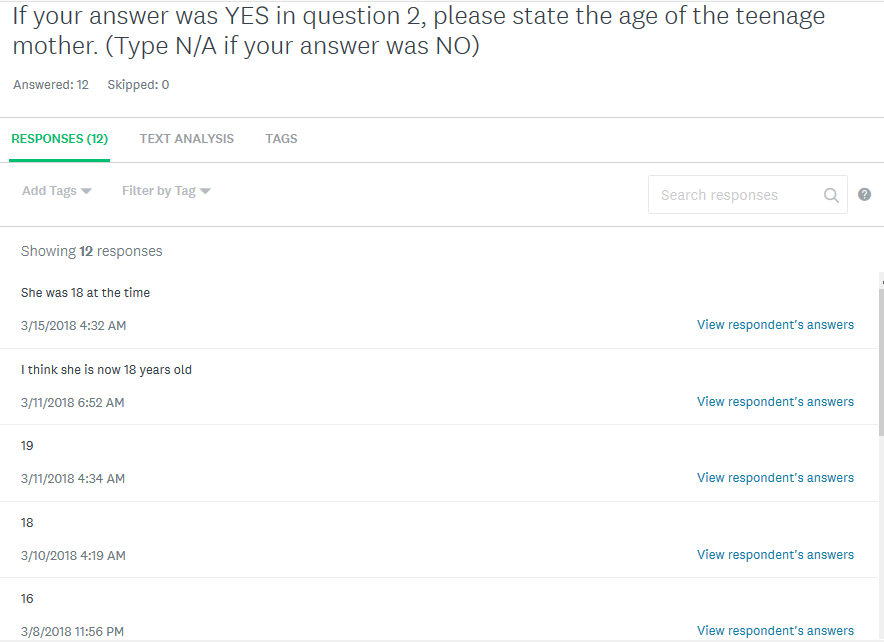 If your answer was YES in question 2, please state the age of the teenage
mother. (Type N/A if your answer was NO)
Answered: 12 Skipped: 0
RESPONSES (12) TEXT ANALYSIS TAGS
Add Tags Filter by Tag Search responses ?
Showing 12 responses
She was 18 at the time
3/15/2018 4:32 AM View respondent's answers
I think she is now 18 years old
3/11/2018 6:52 AM View respondent's answers
19
3/11/2018 4:34 AM View respondent's answers
18
3/10/2018 4:19 AM View respondent's answers
16
3/8/2018 11:56 PM View respondent's answers